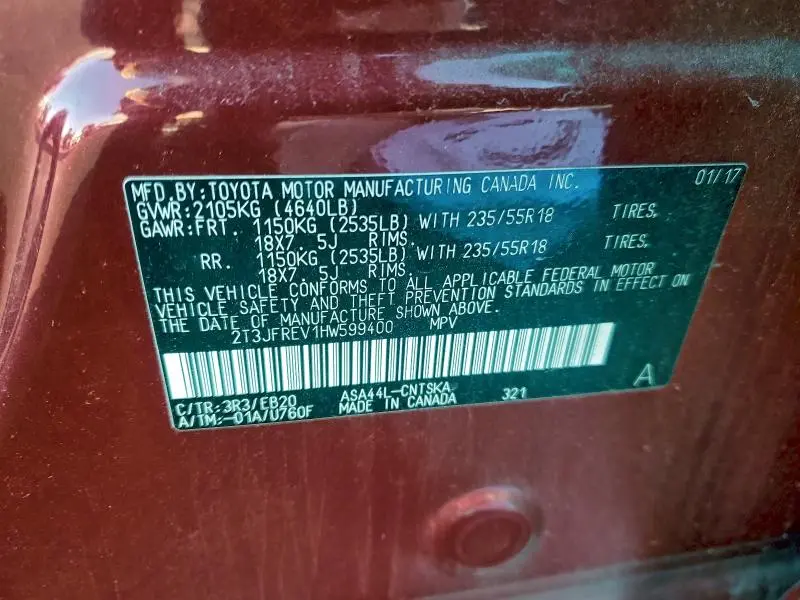 MFD.BY:TOYOTA MOTOR MANUFACTURING CANADA INC. 01/17
GVWR:2105KG (4640LB)
GAWR:FRT. 1150KG (2535LB) WITH 235/55R18 TIRES,
18X7.5J RIMS.
RR. 1150KG (2535LB) WITH 235/55R18 TIRES,
18X7.5J RIMS.
THIS VEHICLE CONFORMS TO ALL APPLICABLE FEDERAL MOTOR
VEHICLE SAFETY AND THEFT PREVENTION STANDARDS IN EFFECT ON
THE DATE OF MANUFACTURE SHOWN ABOVE.
2T3JFREV1HW599400 MPV
C/TR:3R3/EB20 ASA44L-CNTSKA 321 A
A/TM:-01A/U760F MADE IN CANADA